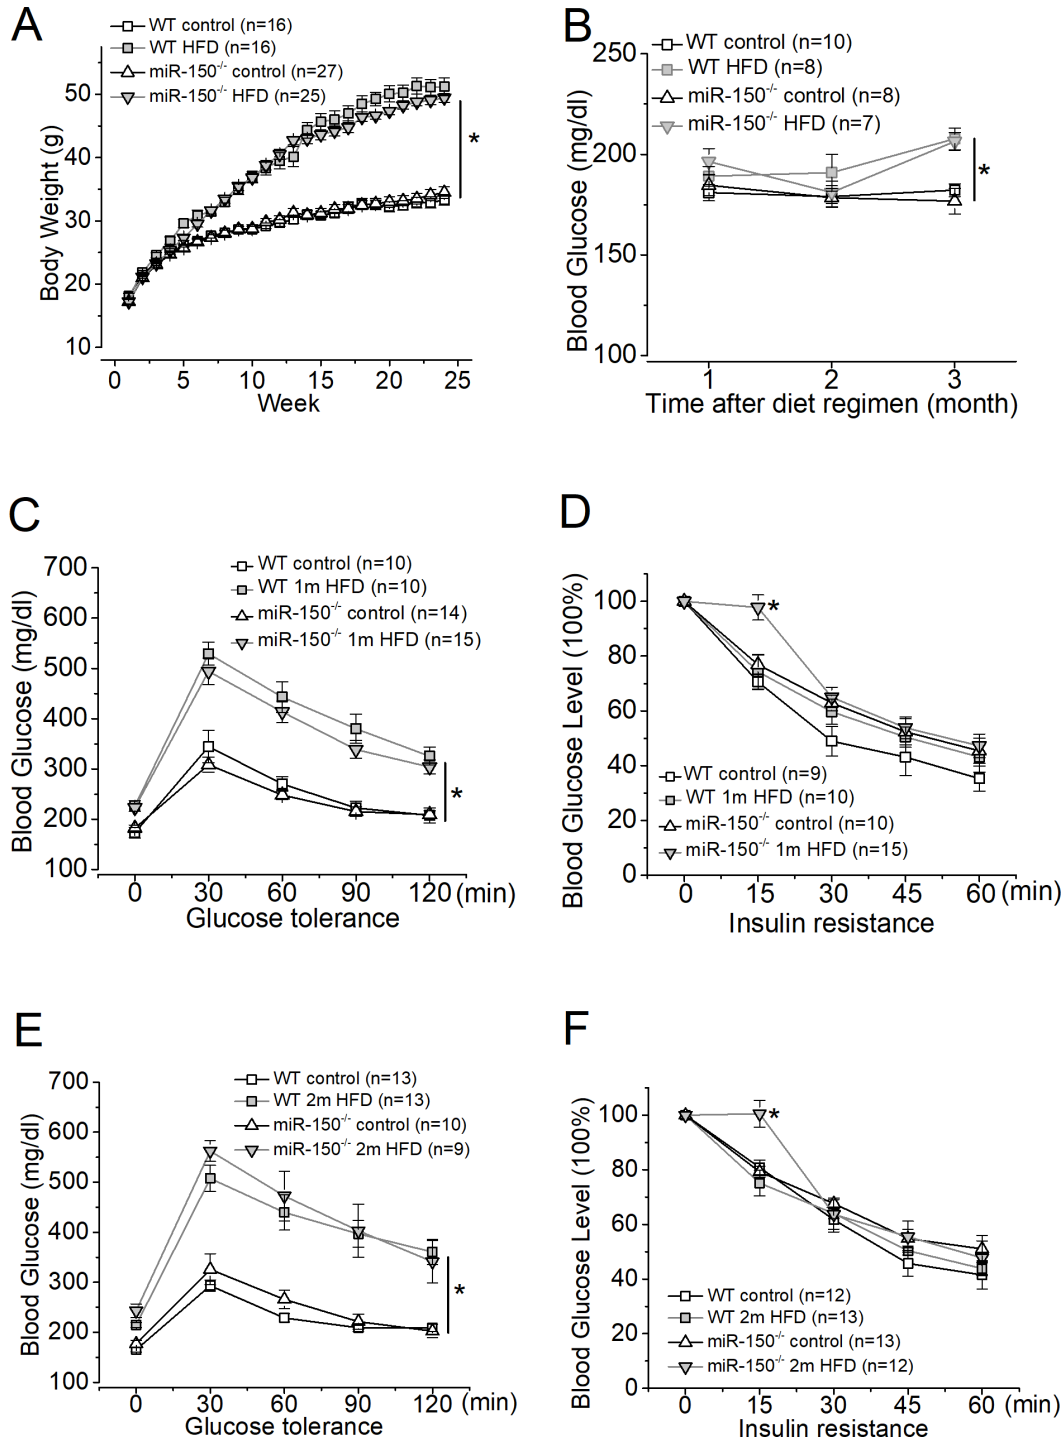 A
WT control (n=16)
WT HFD (n=16)
miR-150-/- control (n=27)
miR-150-/- HFD (n=25)
Body Weight (g)
50
40
30
20
10
*
0 5 10 15 20 25
Week
B
WT control (n=10)
WT HFD (n=8)
miR-150-/- control (n=8)
miR-150-/- HFD (n=7)
Blood Glucose (mg/dl)
250
200
150
100
*
1 2 3
Time after diet regimen (month)
C
WT control (n=10)
WT 1m HFD (n=10)
miR-150-/- control (n=14)
miR-150-/- 1m HFD (n=15)
Blood Glucose (mg/dl)
700
600
500
400
300
200
100
*
0 30 60 90 120 (min)
Glucose tolerance
D
Blood Glucose Level (100%)
100
80
60
40
20
0
*
WT control (n=9)
WT 1m HFD (n=10)
miR-150-/- control (n=10)
miR-150-/- 1m HFD (n=15)
0 15 30 45 60 (min)
Insulin resistance
E
WT control (n=13)
WT 2m HFD (n=13)
miR-150-/- control (n=10)
miR-150-/- 2m HFD (n=9)
Blood Glucose (mg/dl)
700
600
500
400
300
200
100
*
0 30 60 90 120 (min)
Glucose tolerance
F
Blood Glucose Level (100%)
100
80
60
40
20
0
*
WT control (n=12)
WT 2m HFD (n=13)
miR-150-/- control (n=13)
miR-150-/- 2m HFD (n=12)
0 15 30 45 60 (min)
Insulin resistance